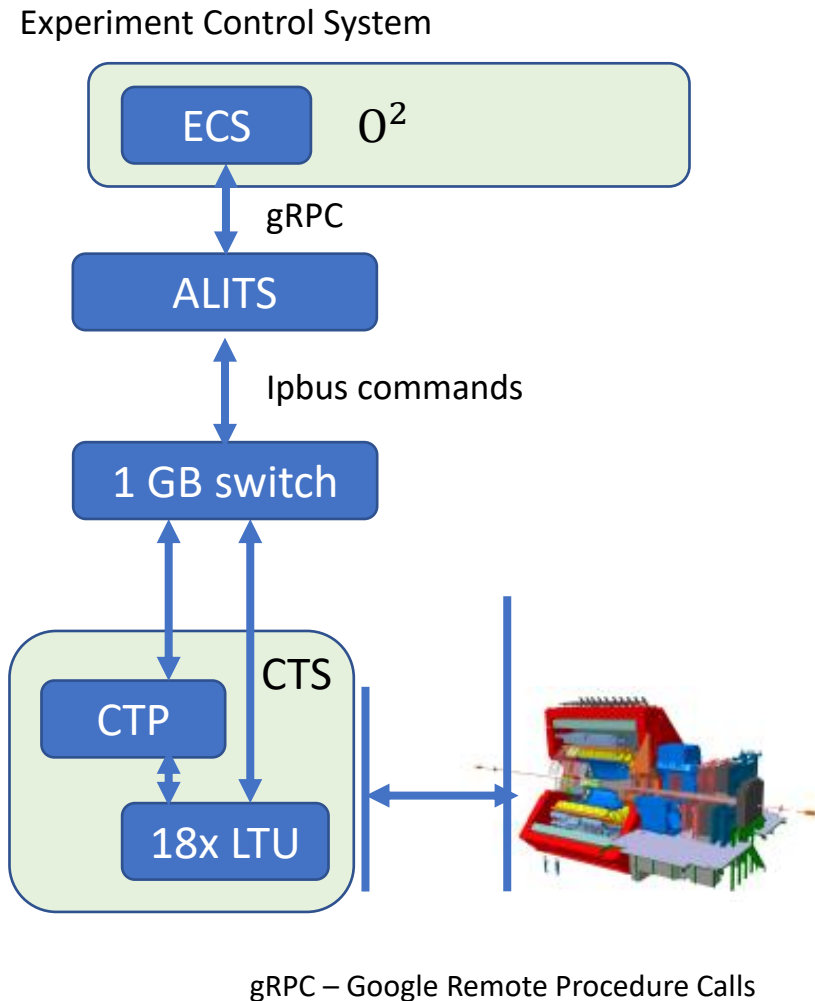 Experiment Control System
ECS O²
gRPC
ALITS
Ipbus commands
1 GB switch
CTS
CTP
18x LTU
gRPC – Google Remote Procedure Calls